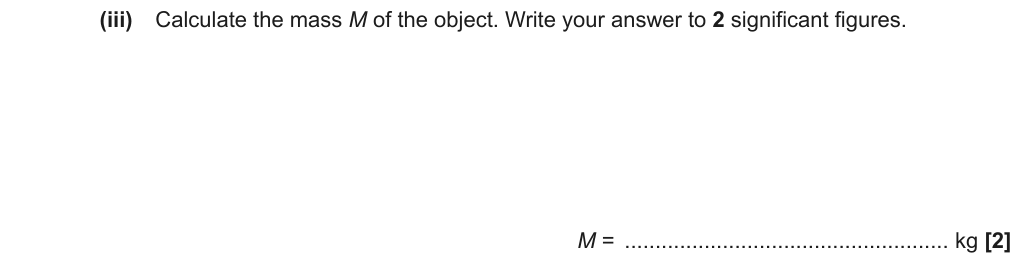 (iii) Calculate the mass M of the object. Write your answer to 2 significant figures.
M = ..................................................... kg [2]